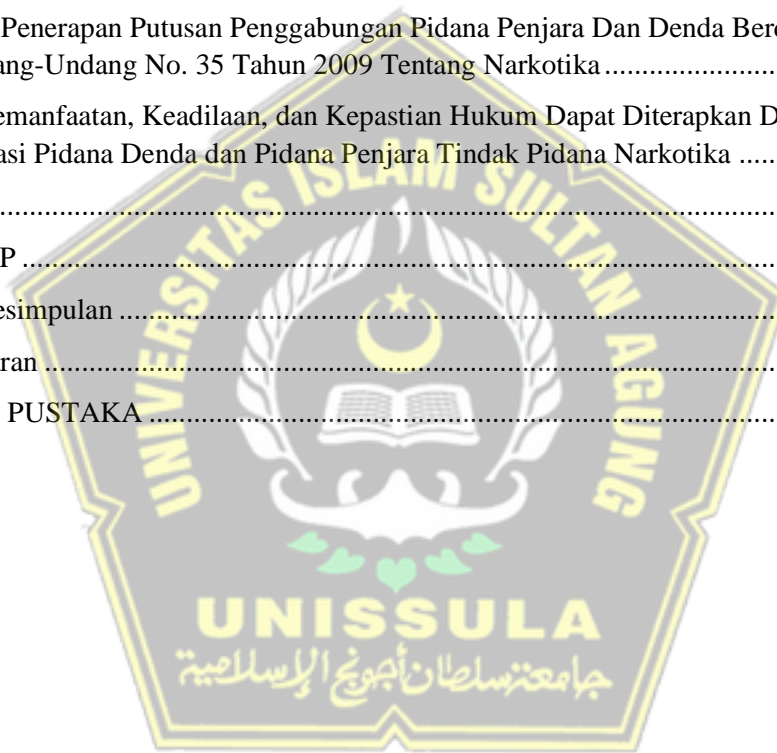 Penerapan Putusan Penggabungan Pidana Penjara Dan Denda Berd
ang-Undang No. 35 Tahun 2009 Tentang Narkotika ..........................
emanfaatan, Keadilaan, dan Kepastian Hukum Dapat Diterapkan D
asi Pidana Denda dan Pidana Penjara Tindak Pidana Narkotika .....
....................................................................................................
P ..................................................................................................
esimpulan ......................................................................................
ran ................................................................................................
PUSTAKA ....................................................................................
UNIVERSITAS ISLAM SULTAN AGUNG
UNISSULA
جامعتنسلطان أجونج الإسلامية